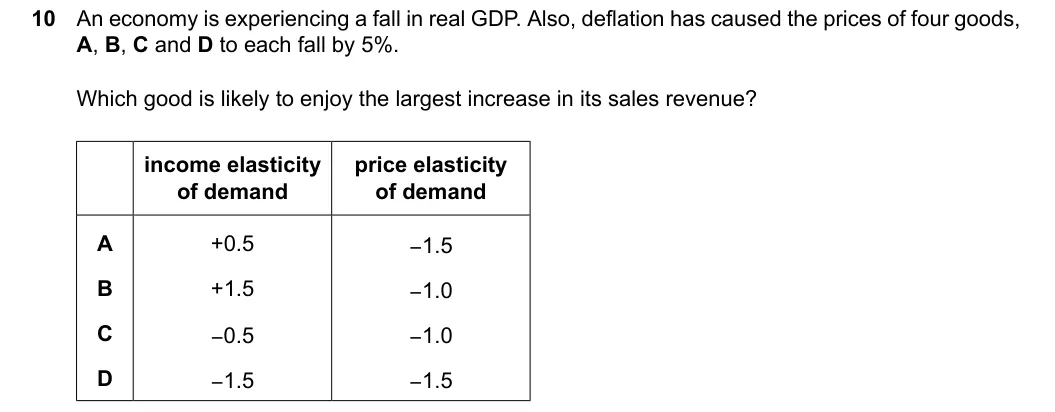 10 An economy is experiencing a fall in real GDP. Also, deflation has caused the prices of four goods,
A, B, C and D to each fall by 5%.
Which good is likely to enjoy the largest increase in its sales revenue?
income elasticity of demand price elasticity of demand
A +0.5 –1.5
B +1.5 –1.0
C –0.5 –1.0
D –1.5 –1.5